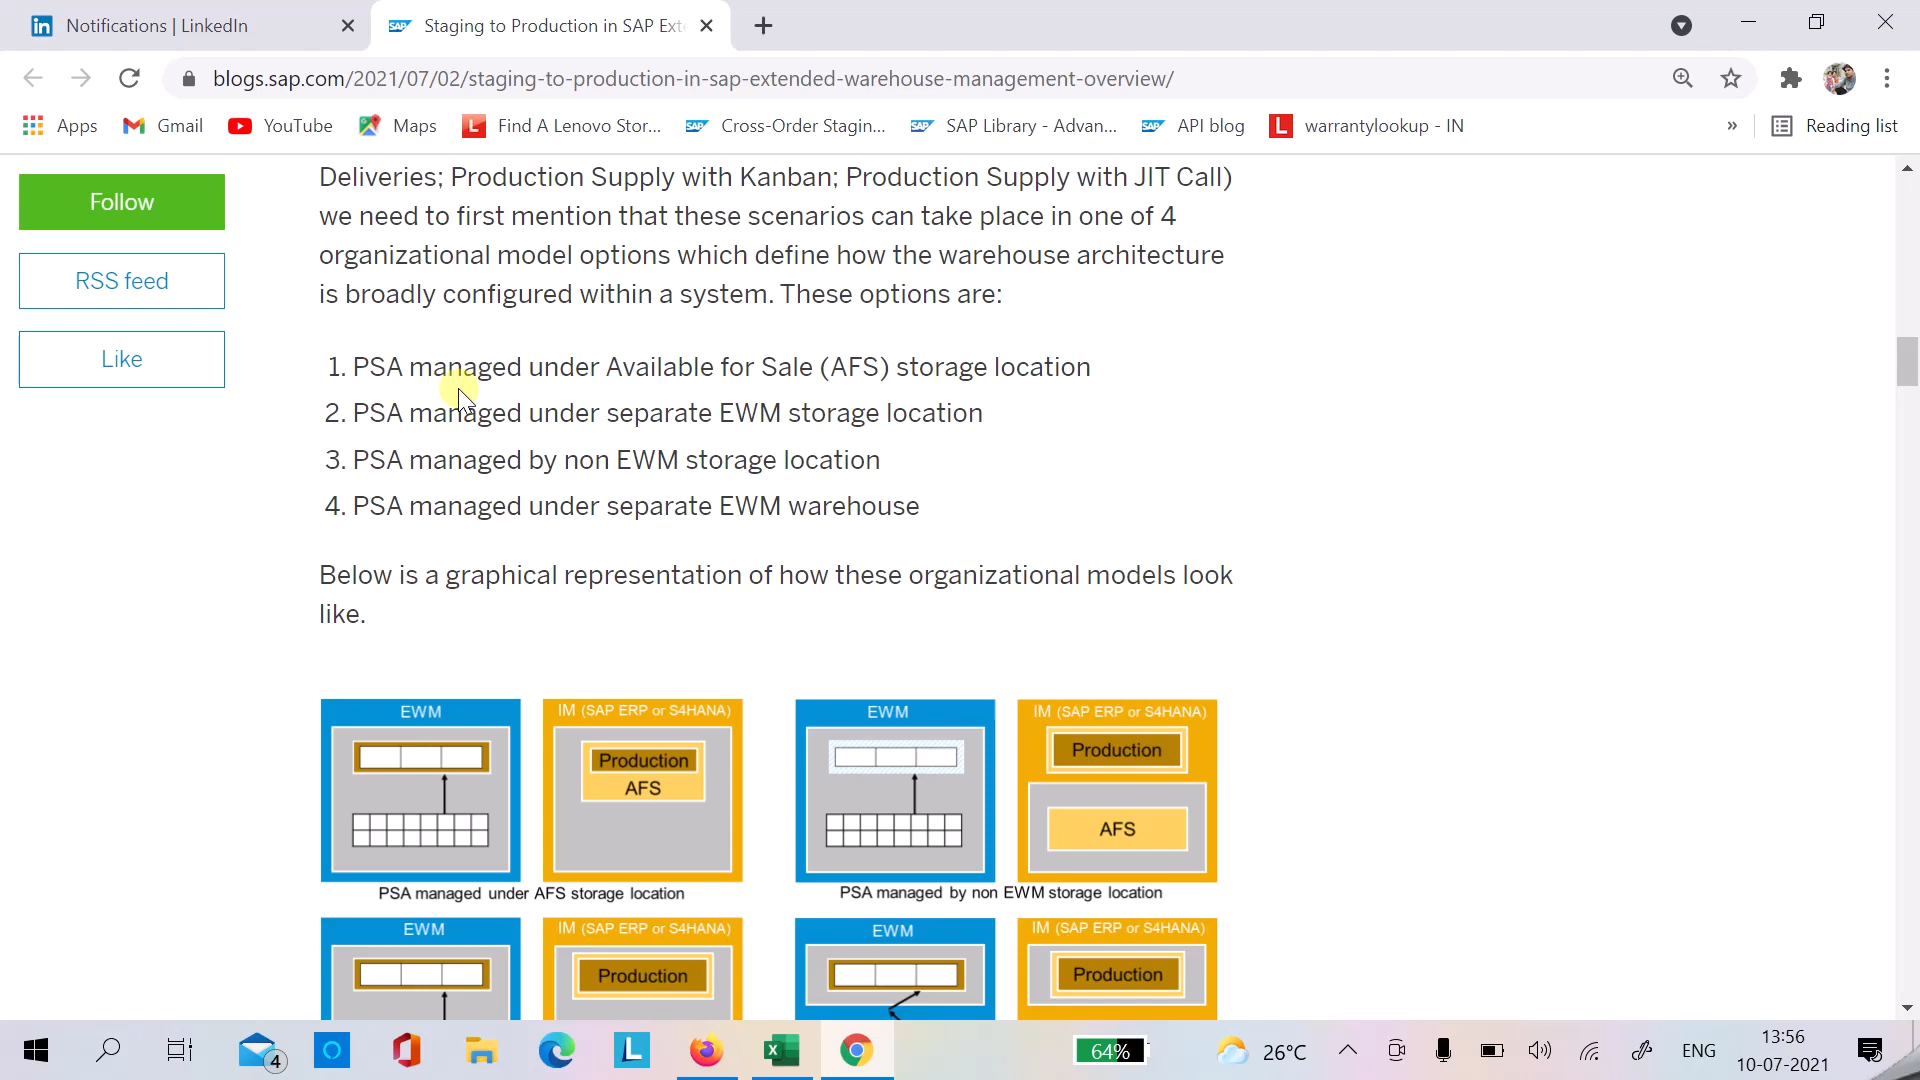 Notifications | LinkedIn
SAP Staging to Production in SAP Ext
blogs.sap.com/2021/07/02/staging-to-production-in-sap-extended-warehouse-management-overview/
Apps Gmail YouTube Maps L Find A Lenovo Stor... SAP Cross-Order Stagin... SAP SAP Library - Advan... SAP API blog L warrantylookup - IN » Reading list
Follow
RSS feed
Like
Deliveries; Production Supply with Kanban; Production Supply with JIT Call)
we need to first mention that these scenarios can take place in one of 4
organizational model options which define how the warehouse architecture
is broadly configured within a system. These options are:
1. PSA managed under Available for Sale (AFS) storage location
2. PSA managed under separate EWM storage location
3. PSA managed by non EWM storage location
4. PSA managed under separate EWM warehouse
Below is a graphical representation of how these organizational models look
like.
EWM
IM (SAP ERP or S4HANA)
Production
AFS
PSA managed under AFS storage location
EWM
IM (SAP ERP or S4HANA)
Production
AFS
PSA managed by non EWM storage location
EWM
IM (SAP ERP or S4HANA)
Production
EWM
IM (SAP ERP or S4HANA)
Production
4
L
64%
26°C
ENG
13:56
10-07-2021